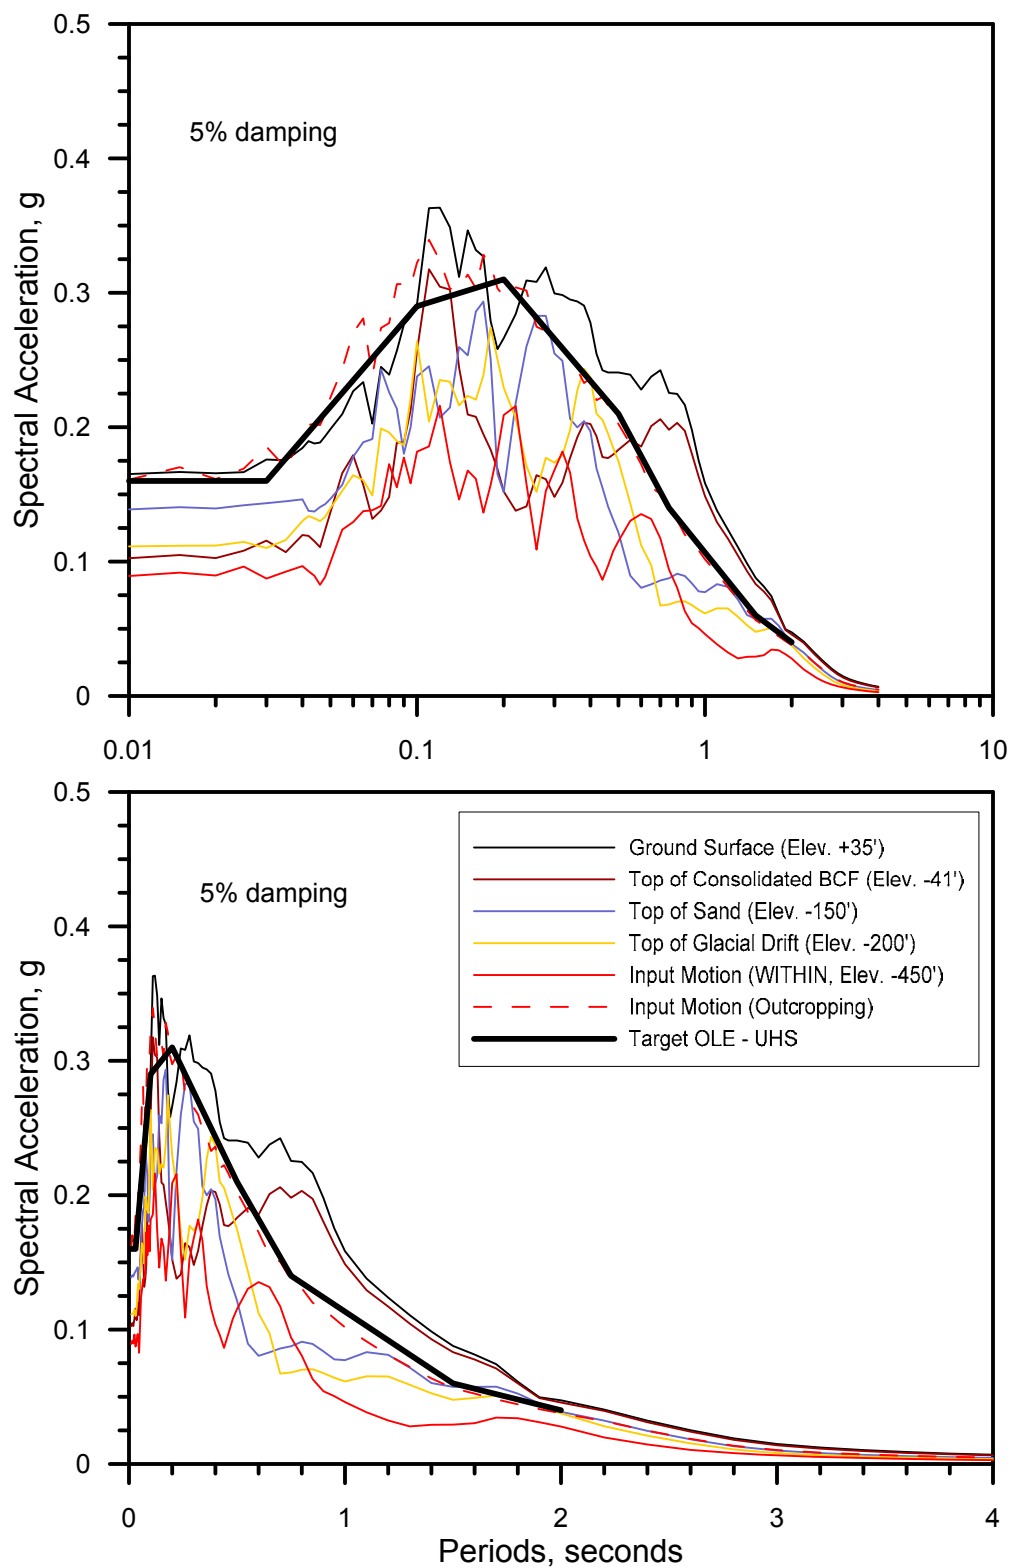 0.5
0.4
0.3
0.2
0.1
0
Spectral Acceleration, g
5% damping
0.01
0.1
1
10
0.5
0.4
0.3
0.2
0.1
0
Spectral Acceleration, g
5% damping
Ground Surface (Elev. +35')
Top of Consolidated BCF (Elev. -41')
Top of Sand (Elev. -150')
Top of Glacial Drift (Elev. -200')
Input Motion (WITHIN, Elev. -450')
Input Motion (Outcropping)
Target OLE - UHS
0
1
2
3
4
Periods, seconds